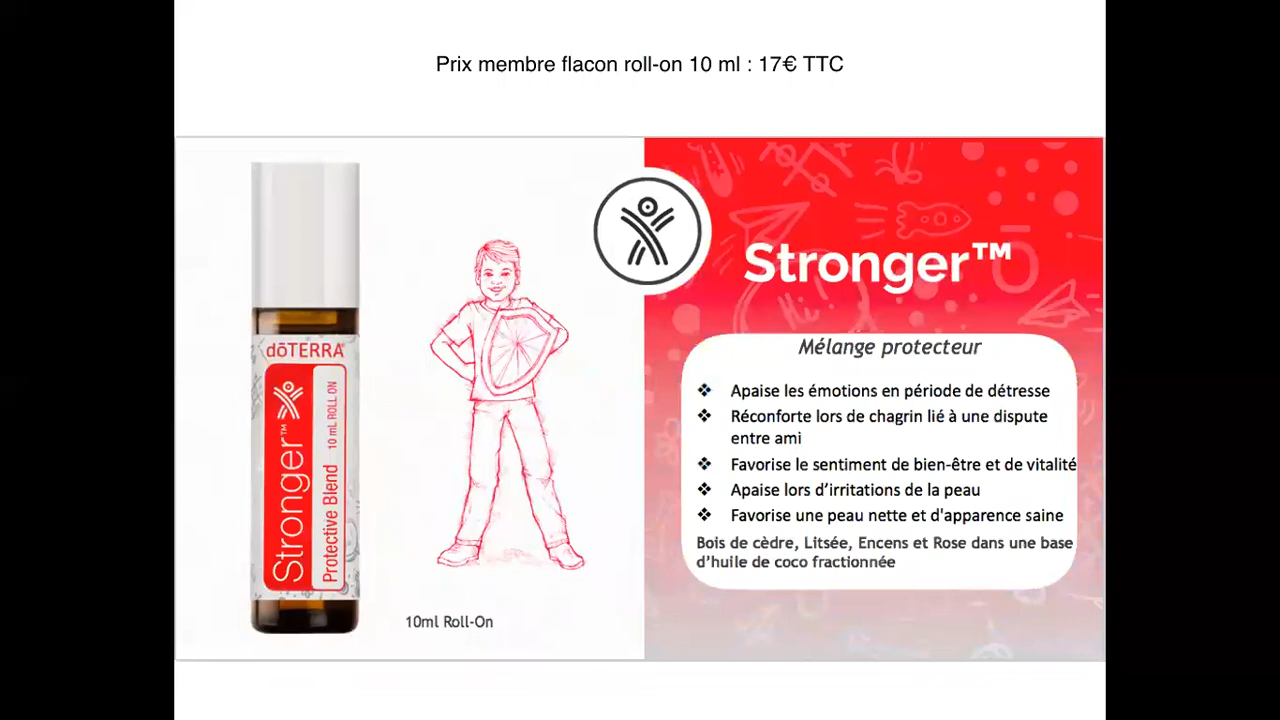 Prix membre flacon roll-on 10 ml : 17€ TTC
dōTERRA
Stronger™
Protective Blend 10 mL ROLL ON
10ml Roll-On
Stronger™
Mélange protecteur
❖ Apaise les émotions en période de détresse
❖ Réconforte lors de chagrin lié à une dispute
entre ami
❖ Favorise le sentiment de bien-être et de vitalité
❖ Apaise lors d’irritations de la peau
❖ Favorise une peau nette et d'apparence saine
Bois de cèdre, Litsée, Encens et Rose dans une base
d’huile de coco fractionnée
Hi!